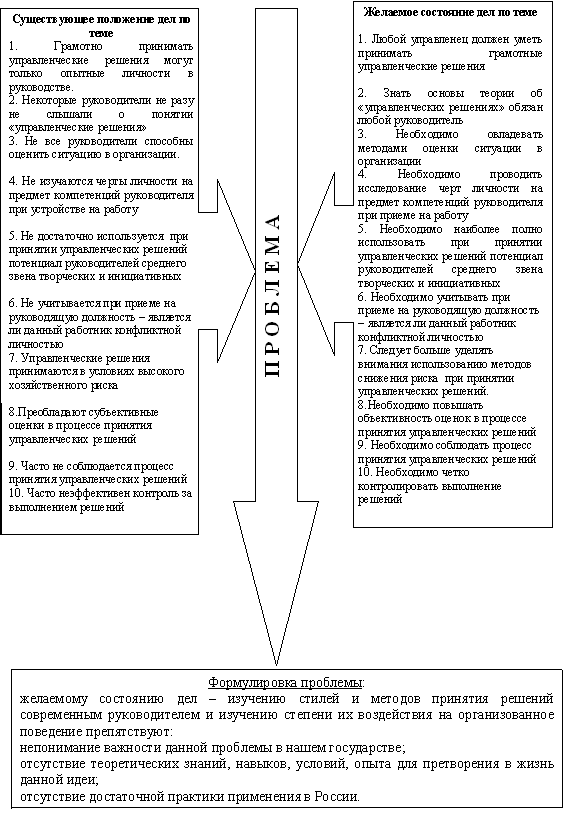 Существующее положение дел по
теме
1. Грамотно принимать
управленческие решения могут
только опытные личности в
руководстве.
2. Некоторые руководители не разу
не слышали о понятии
«управленческие решения»
3. Не все руководители способны
оценить ситуацию в организации.
4. Не изучаются черты личности на
предмет компетенций руководителя
при устройстве на работу
5. Не достаточно используется при
принятии управленческих решений
потенциал руководителей среднего
звена творческих и инициативных
6. Не учитывается при приеме на
руководящую должность – является
ли данный работник конфликтной
личностью
7. Управленческие решения
принимаются в условиях высокого
хозяйственного риска
8.Преобладают субъективные
оценки в процессе принятия
управленческих решений
9. Часто не соблюдается процесс
принятия управленческих решений
10. Часто неэффективен контроль за
выполнением решений
ПРОБЛЕМА
Желаемое состояние дел по теме
1. Любой управленец должен уметь
принимать грамотные
управленческие решения
2. Знать основы теории об
«управленческих решениях» обязан
любой руководитель
3. Необходимо овладевать
методами оценки ситуации в
организации
4. Необходимо проводить
исследование черт личности на
предмет компетенций руководителя
при приеме на работу
5. Необходимо наиболее полно
использовать при принятии
управленческих решений потенциал
руководителей среднего звена
творческих и инициативных
6. Необходимо учитывать при
приеме на руководящую должность
– является ли данный работник
конфликтной личностью
7. Следует больше уделять
внимания использованию методов
снижения риска при принятии
управленческих решений.
8.Необходимо повышать
объективность оценок в процессе
принятия управленческих решений
9. Необходимо соблюдать процесс
принятия управленческих решений
10. Необходимо четко
контролировать выполнение
решений
Формулировка проблемы:
желаемому состоянию дел – изучению стилей и методов принятия решений
современным руководителем и изучению степени их воздействия на организованное
поведение препятствуют:
непонимание важности данной проблемы в нашем государстве;
отсутствие теоретических знаний, навыков, условий, опыта для претворения в жизнь
данной идеи;
отсутствие достаточной практики применения в России.